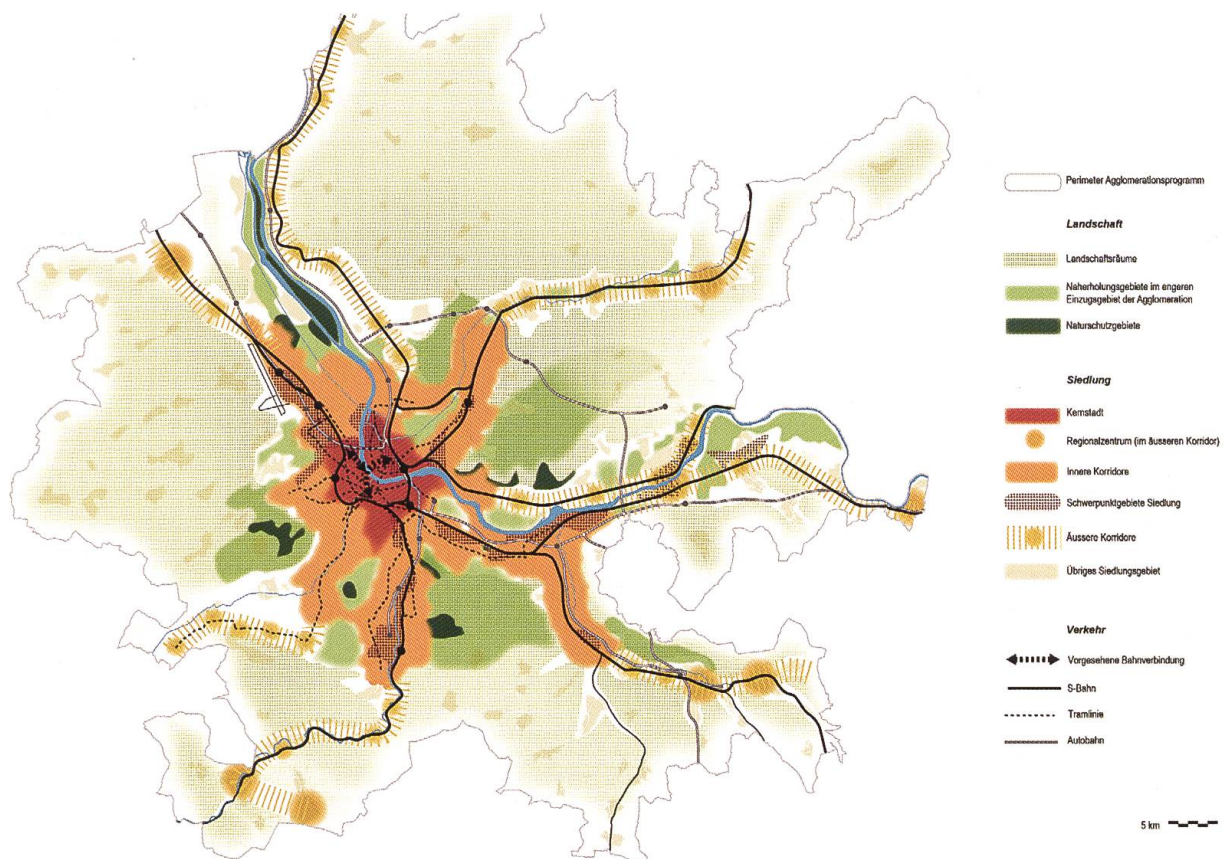 Perimeter Agglomerationsprogramm
Landschaft
Landschaftsräume
Naherholungsgebiete im engeren
Einzugsgebiet der Agglomeration
Naturschutzgebiete
Siedlung
Kernstadt
Regionalzentrum (im äusseren Korridor)
Innere Korridore
Schwerpunktgebiete Siedlung
Äussere Korridore
Übriges Siedlungsgebiet
Verkehr
Vorgesehene Bahnverbindung
S-Bahn
Tramlinie
Autobahn
5 km